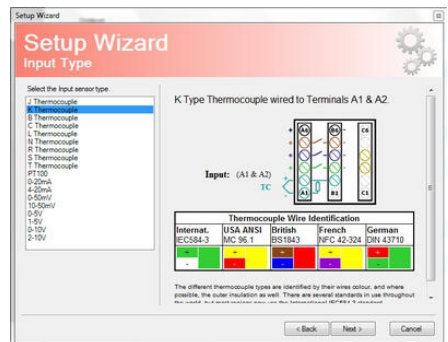 Setup Wizard
Setup Wizard
Input Type
Select the Input sensor type.
J Thermocouple
K Thermocouple
B Thermocouple
C Thermocouple
L Thermocouple
N Thermocouple
R Thermocouple
S Thermocouple
T Thermocouple
PT100
0-20mA
4-20mA
0-50mV
10-50mV
0-5V
1-5V
0-10V
2-10V
K Type Thermocouple wired to Terminals A1 & A2.
A4 B4 C6
Input: (A1 & A2)
TC
A1 B1 C1
Thermocouple Wire Identification
Internat. USA ANSI British French German
IEC584-3 MC 96.1 BS1843 NFC 42-324 DIN 43710
+ + + + +
- - - - -
The different thermocouple types are identified by their wires colour, and where
possible, the outer insulation as well. There are several standards in use throughout
< Back Next > Cancel